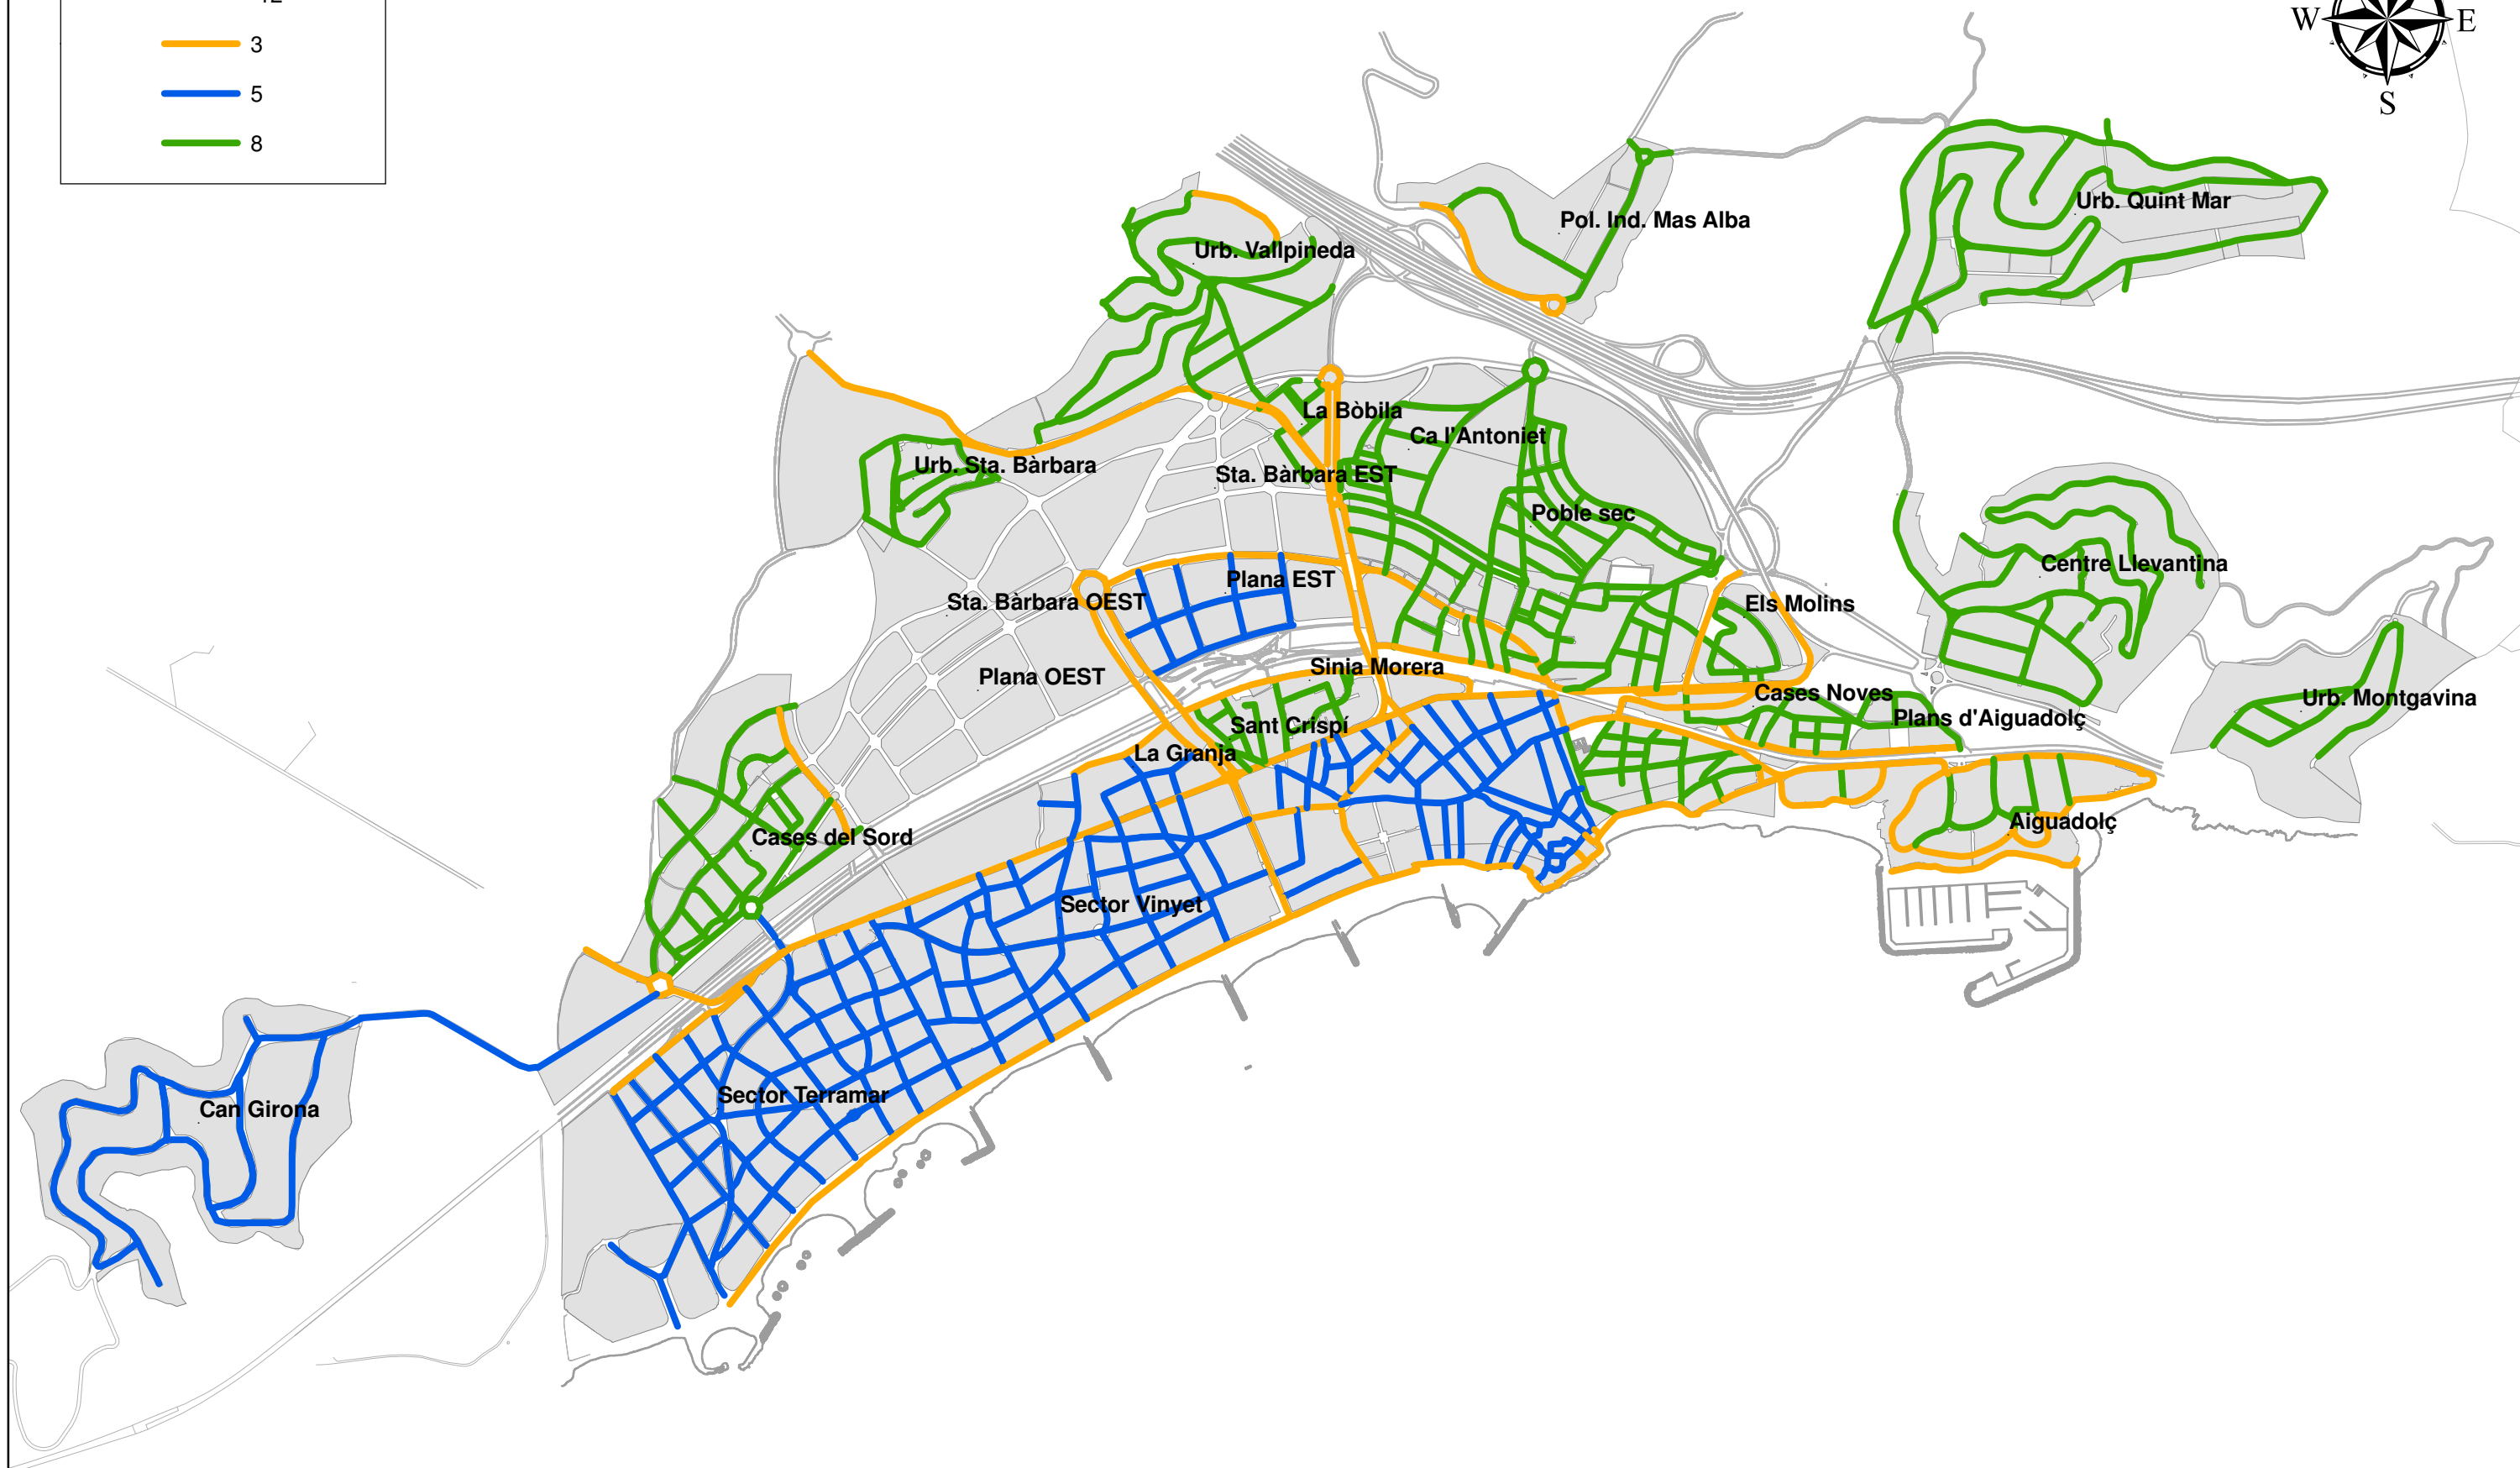 3
5
8
W
E
S
Urb. Quint Mar
Pol. Ind. Mas Alba
Urb. Vallpineda
La Bòbila
Ca l'Antoniet
Urb. Sta. Bàrbara
Sta. Bàrbara EST
Poble sec
Centre Llevantina
Plana EST
Sta. Bàrbara OEST
Els Molins
Sinia Morera
Plana OEST
Cases Noves
Urb. Montgavina
Plans d'Aiguadolç
Sant Crispí
La Granja
Aiguadolç
Cases del Sord
Sector Vinyet
Sector Terramar
Can Girona